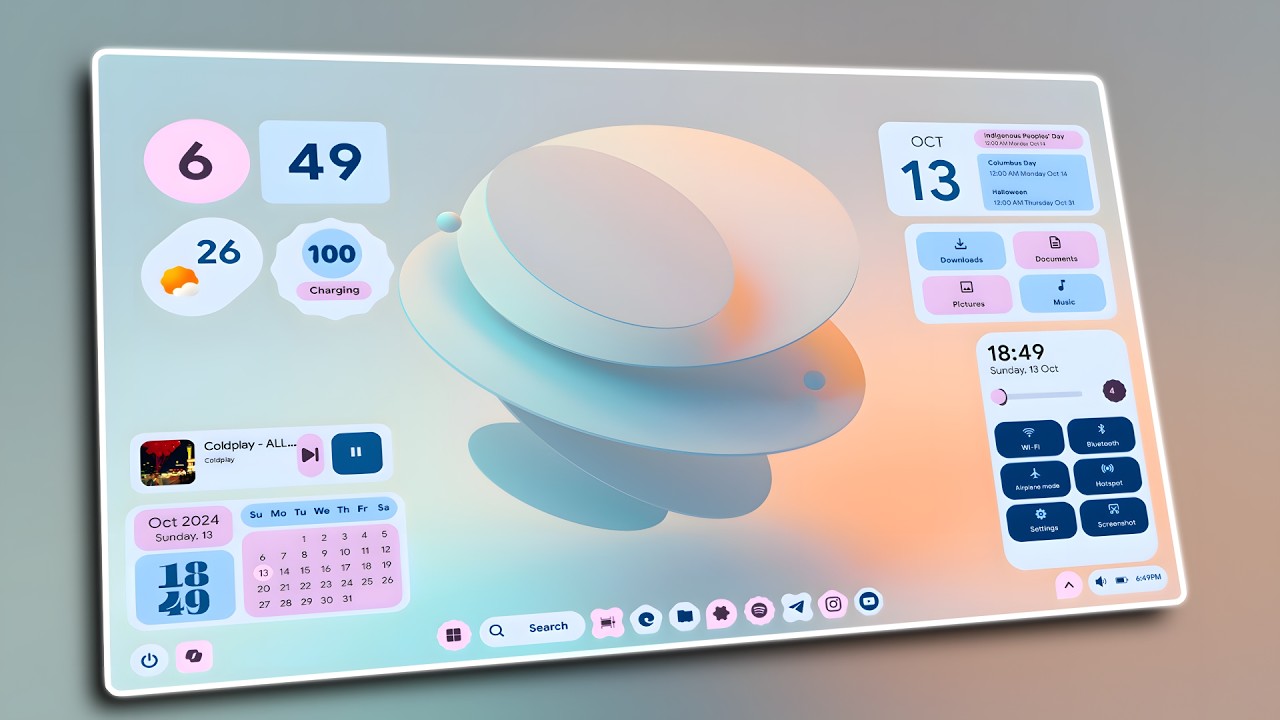 6
49
26
100
Charging
Coldplay - ALL...
Coldplay
Oct 2024
Sunday, 13
18
49
Su Mo Tu We Th Fr Sa
1 2 3 4 5
6 7 8 9 10 11 12
13 14 15 16 17 18 19
20 21 22 23 24 25 26
27 28 29 30 31
OCT
13
Indigenous Peoples' Day
12:00 AM Monday Oct 14
Columbus Day
12:00 AM Monday Oct 14
Halloween
12:00 AM Thursday Oct 31
Downloads
Documents
Pictures
Music
18:49
Sunday, 13 Oct
4
Wi-Fi
Bluetooth
Airplane mode
Hotspot
Settings
Screenshot
Search
6:49PM